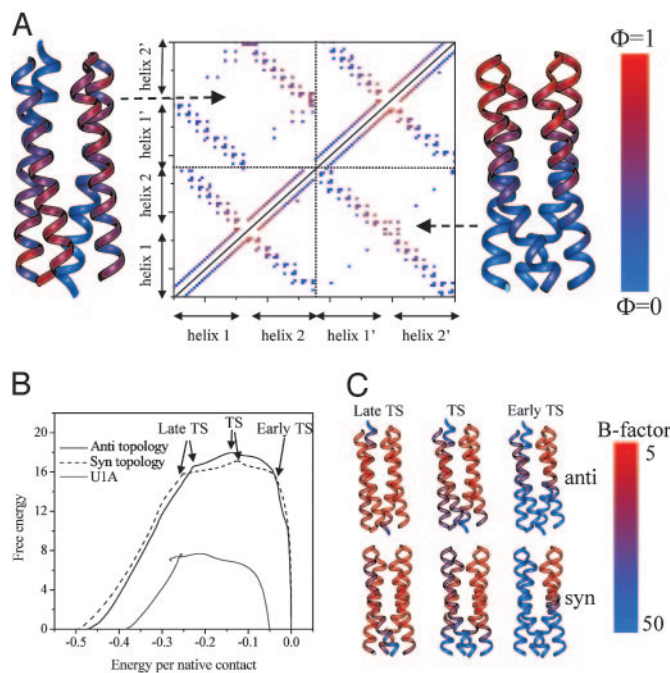 A
Φ=1
helix 2'
helix 1'
helix 2
helix 1
helix 1 helix 2 helix 1' helix 2'
Φ=0
B
Late TS TS Early TS
Anti topology
Syn topology
U1A
Free energy
20
16
12
8
4
0
-0.5 -0.4 -0.3 -0.2 -0.1 0.0
Energy per native contact
C
Late TS TS Early TS
anti
syn
B-factor
5
50